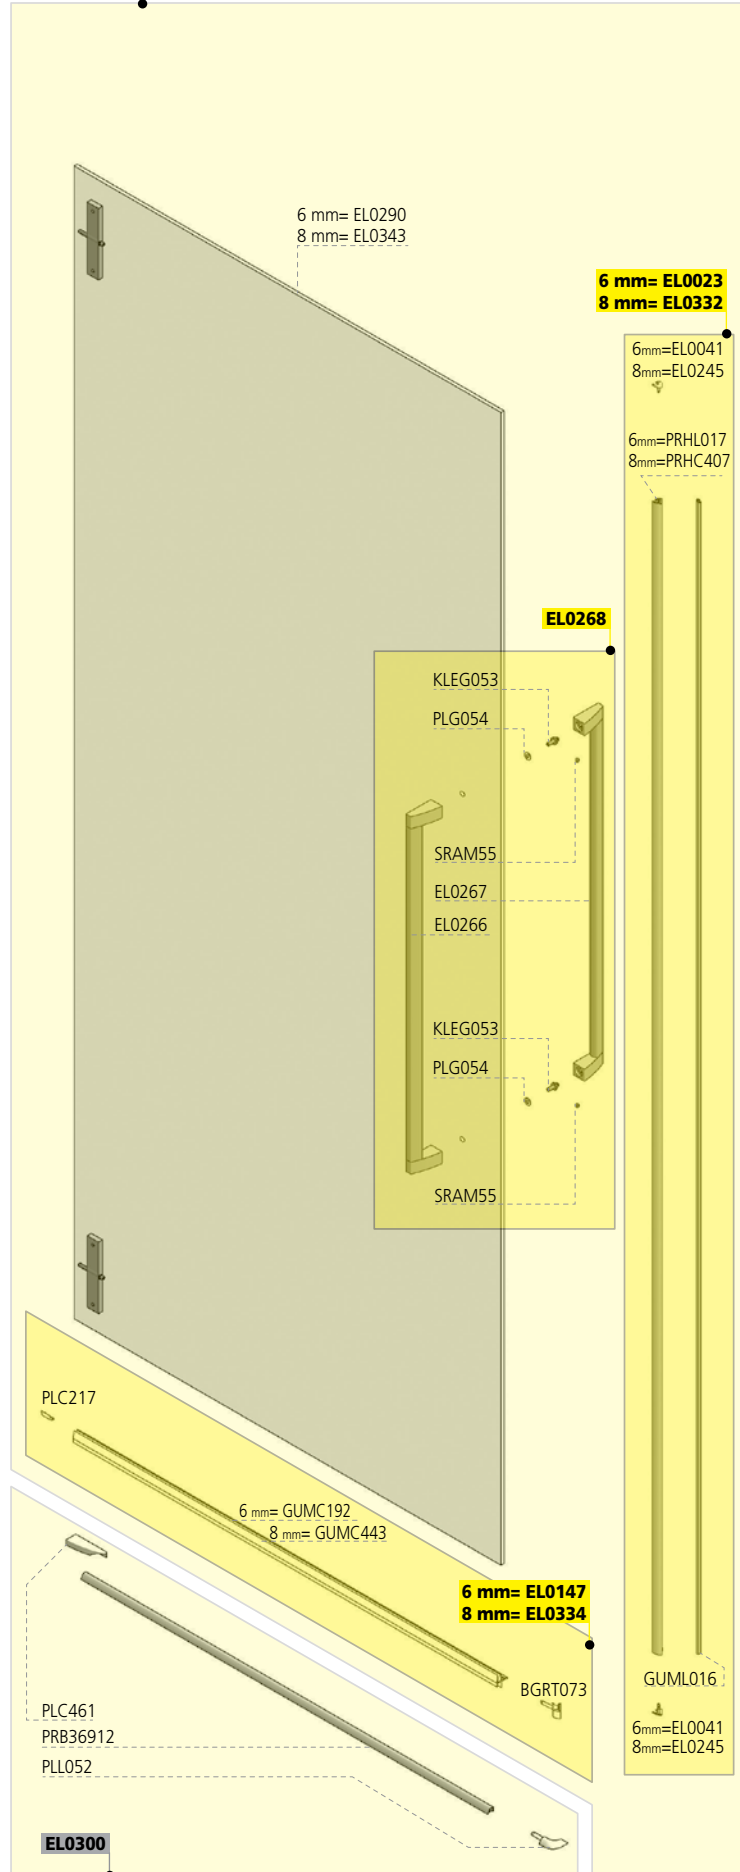 6 mm= EL0290
8 mm= EL0343
6 mm= EL0023
8 mm= EL0332
6mm=EL0041
8mm=EL0245
6mm=PRHL017
8mm=PRHC407
EL0268
KLEG053
PLG054
SRAM55
EL0267
EL0266
KLEG053
PLG054
SRAM55
PLC217
6 mm= GUMC192
8 mm= GUMC443
6 mm= EL0147
8 mm= EL0334
BGRT073
GUML016
6mm=EL0041
8mm=EL0245
PLC461
PRB36912
PLL052
EL0300